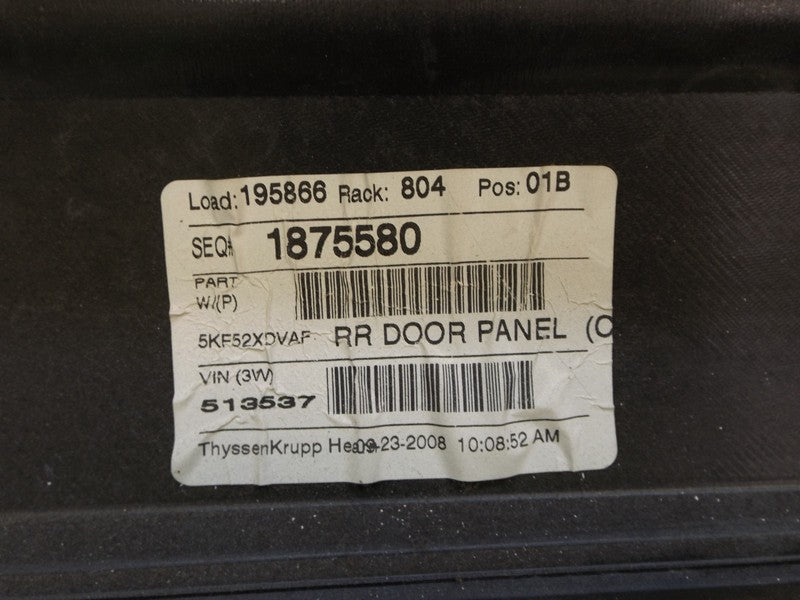 Load: 195866 Rack: 804 Pos: 01B
SEQ# 1875580
PART
W/(P)
5KF52XDVAF RR DOOR PANEL (C
VIN (3W)
513537
ThyssenKrupp 09-23-2008 10:08:52 AM